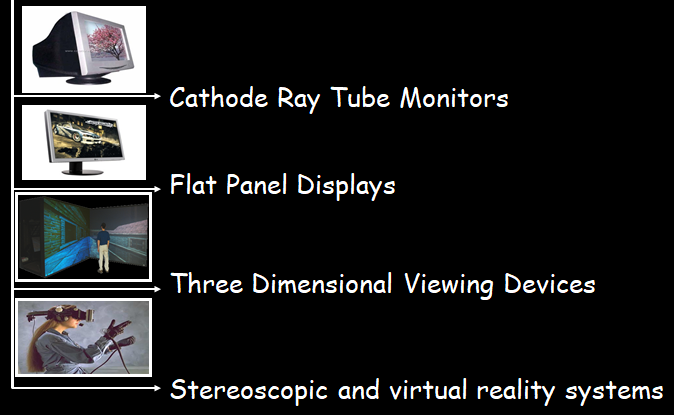 Cathode Ray Tube Monitors
Flat Panel Displays
Three Dimensional Viewing Devices
Stereoscopic and virtual reality systems